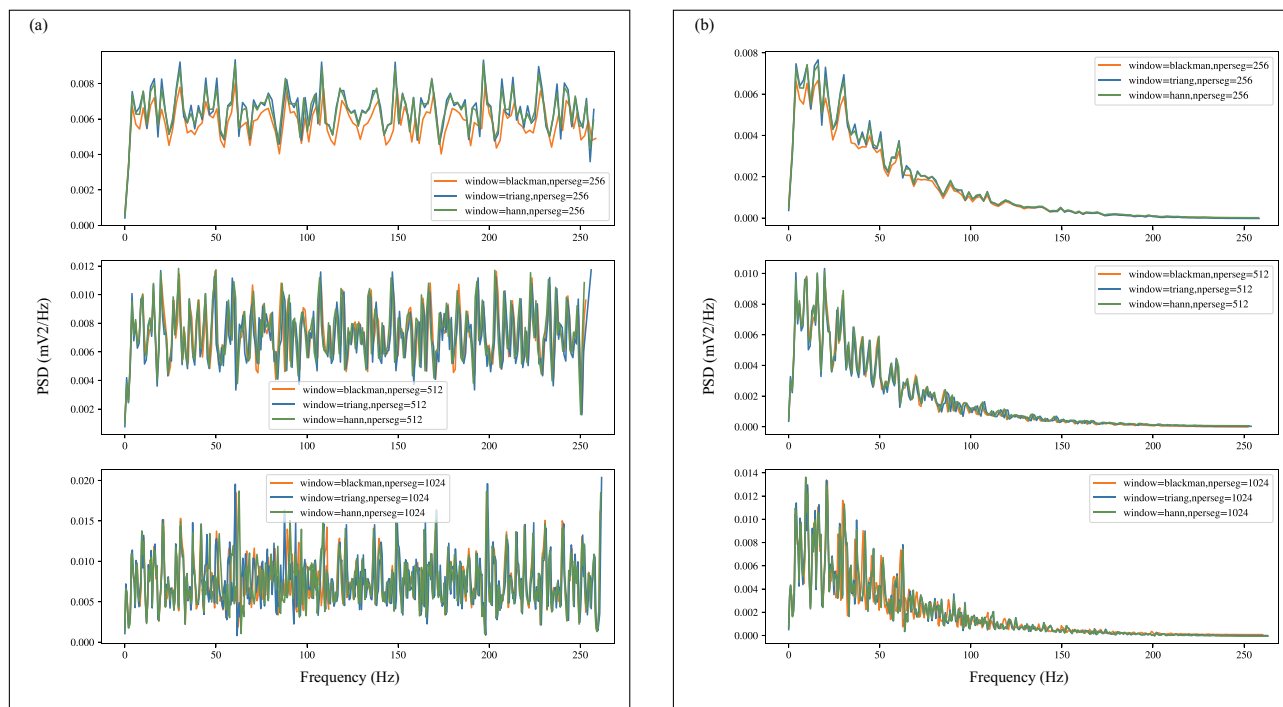 (a)
0.008
0.006
0.004
0.002
0.000
window=blackman,nperseg=256
window=triang,nperseg=256
window=hann,nperseg=256
0 50 100 150 200 250
PSD (mV2/Hz)
0.012
0.010
0.008
0.006
0.004
0.002
window=blackman,nperseg=512
window=triang,nperseg=512
window=hann,nperseg=512
0 50 100 150 200 250
0.020
0.015
0.010
0.005
0.000
window=blackman,nperseg=1024
window=triang,nperseg=1024
window=hann,nperseg=1024
0 50 100 150 200 250
Frequency (Hz)
(b)
0.008
0.006
0.004
0.002
0.000
window=blackman,nperseg=256
window=triang,nperseg=256
window=hann,nperseg=256
0 50 100 150 200 250
PSD (mV2/Hz)
0.010
0.008
0.006
0.004
0.002
0.000
window=blackman,nperseg=512
window=triang,nperseg=512
window=hann,nperseg=512
0 50 100 150 200 250
0.014
0.012
0.010
0.008
0.006
0.004
0.002
0.000
window=blackman,nperseg=1024
window=triang,nperseg=1024
window=hann,nperseg=1024
0 50 100 150 200 250
Frequency (Hz)